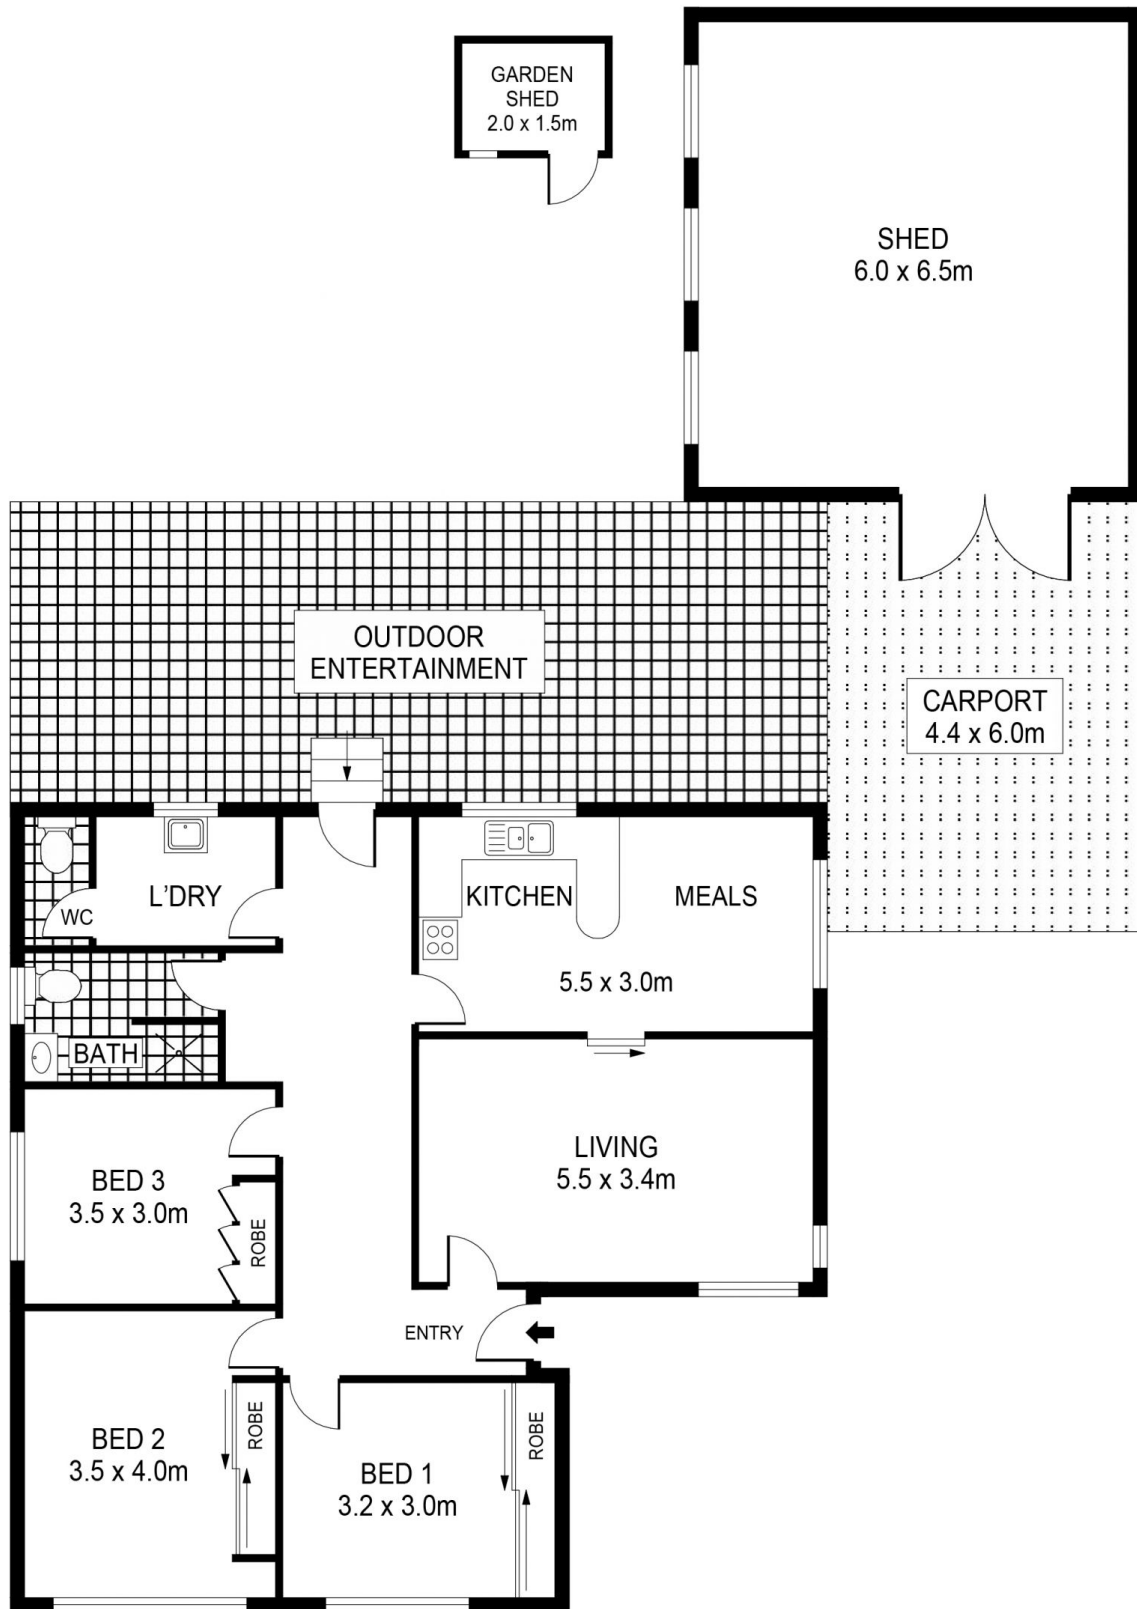 GARDEN
SHED
2.0 x 1.5m
SHED
6.0 x 6.5m
OUTDOOR
ENTERTAINMENT
CARPORT
4.4 x 6.0m
WC
L'DRY
KITCHEN
MEALS
5.5 x 3.0m
BATH
LIVING
5.5 x 3.4m
BED 3
3.5 x 3.0m
ROBE
ENTRY
BED 2
3.5 x 4.0m
ROBE
BED 1
3.2 x 3.0m
ROBE